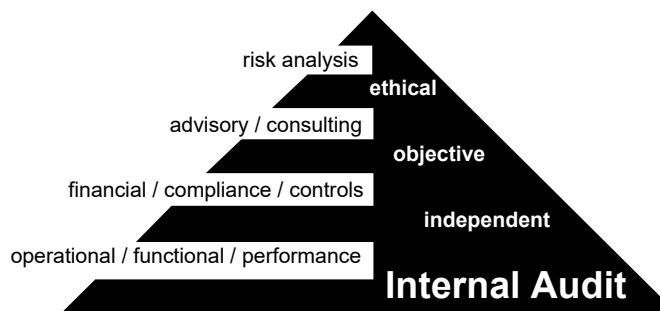 risk analysis
ethical
advisory / consulting
objective
financial / compliance / controls
independent
operational / functional / performance
Internal Audit